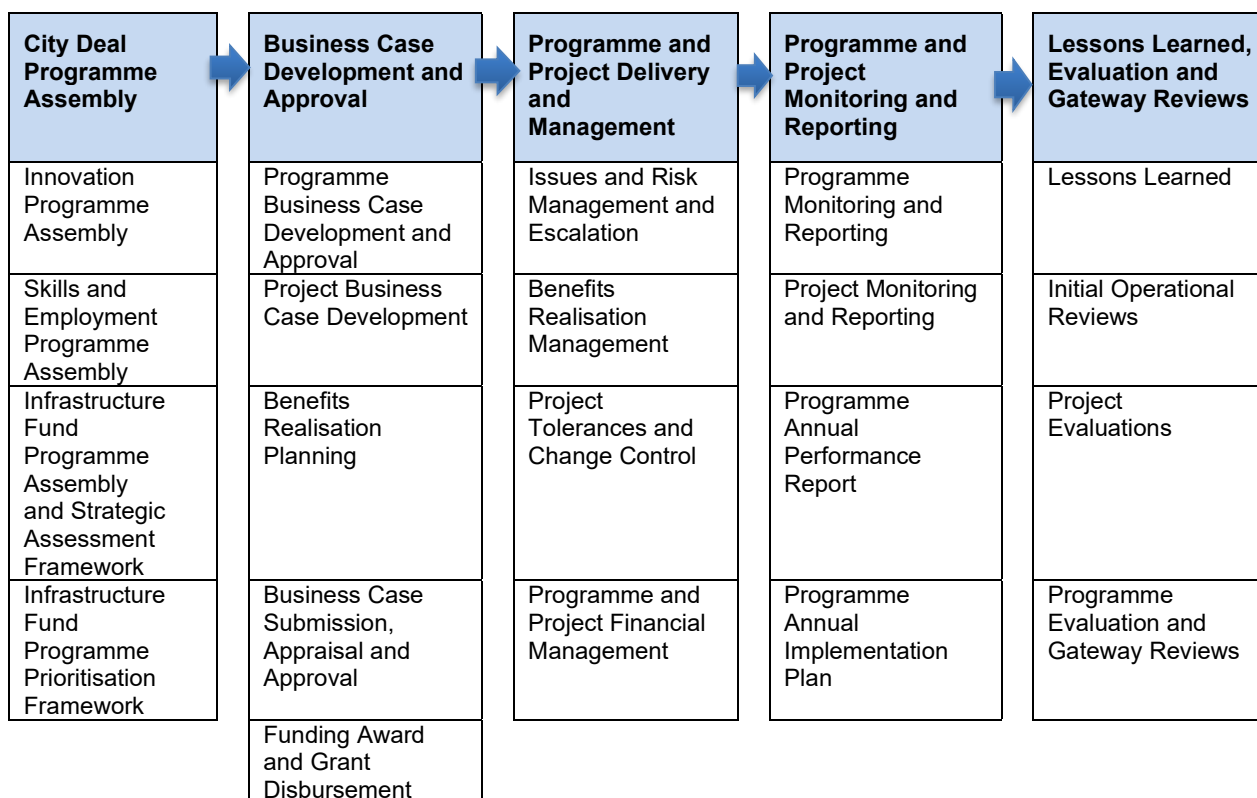 City Deal
Programme
Assembly
Business Case
Development and
Approval
Programme and
Project Delivery
and
Management
Programme and
Project
Monitoring and
Reporting
Lessons Learned,
Evaluation and
Gateway Reviews
Innovation
Programme
Assembly
Programme
Business Case
Development and
Approval
Issues and Risk
Management and
Escalation
Programme
Monitoring and
Reporting
Lessons Learned
Skills and
Employment
Programme
Assembly
Project Business
Case Development
Benefits
Realisation
Management
Project Monitoring
and Reporting
Initial Operational
Reviews
Infrastructure
Fund
Programme
Assembly
and Strategic
Assessment
Framework
Benefits
Realisation
Planning
Project
Tolerances and
Change Control
Programme
Annual
Performance
Report
Project
Evaluations
Infrastructure
Fund
Programme
Prioritisation
Framework
Business Case
Submission,
Appraisal and
Approval
Programme and
Project Financial
Management
Programme
Annual
Implementation
Plan
Programme
Evaluation and
Gateway Reviews
Funding Award
and Grant
Disbursement